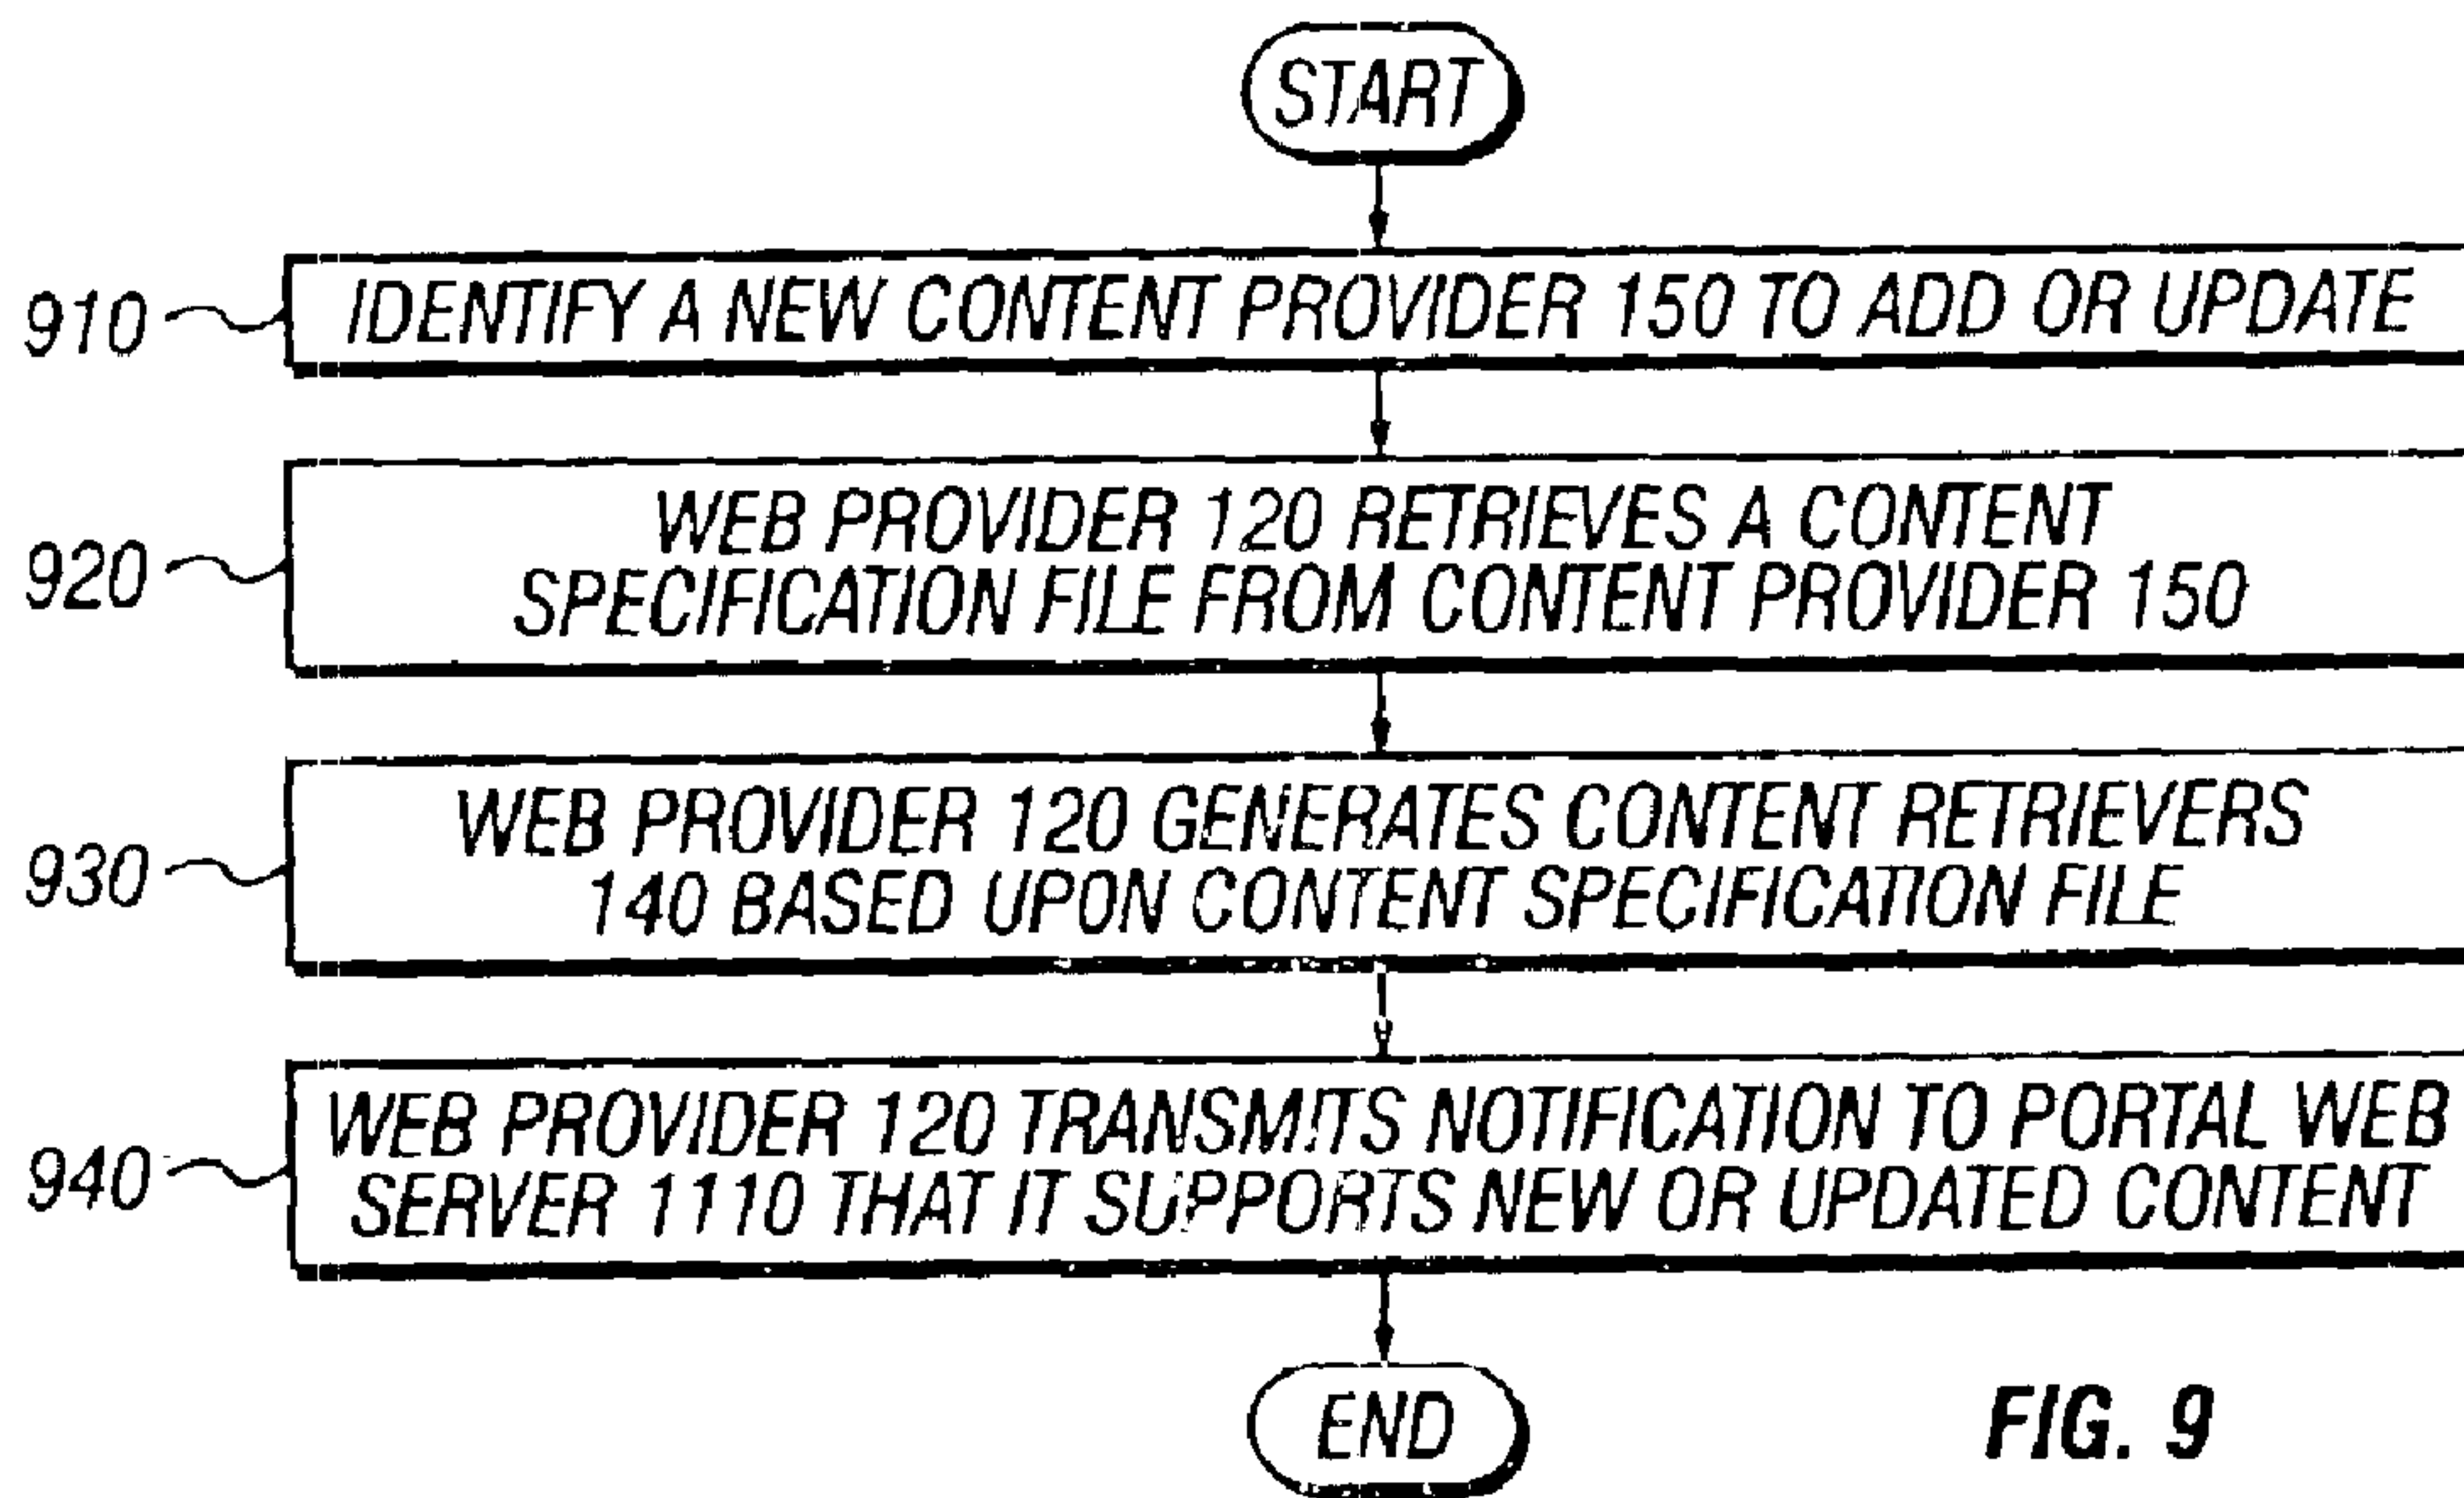 START
910
IDENTIFY A NEW CONTENT PROVIDER 150 TO ADD OR UPDATE
920
WEB PROVIDER 120 RETRIEVES A CONTENT
SPECIFICATION FILE FROM CONTENT PROVIDER 150
930
WEB PROVIDER 120 GENERATES CONTENT RETRIEVERS
140 BASED UPON CONTENT SPECIFICATION FILE
940
WEB PROVIDER 120 TRANSMITS NOTIFICATION TO PORTAL WEB
SERVER 1110 THAT IT SUPPORTS NEW OR UPDATED CONTENT
END
FIG. 9